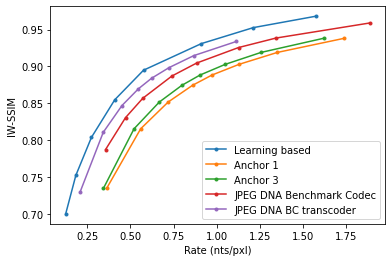 0.95
0.90
0.85
0.80
0.75
0.70
IW-SSIM
Learning based
Anchor 1
Anchor 3
JPEG DNA Benchmark Codec
JPEG DNA BC transcoder
0.25 0.50 0.75 1.00 1.25 1.50 1.75
Rate (nts/pxl)